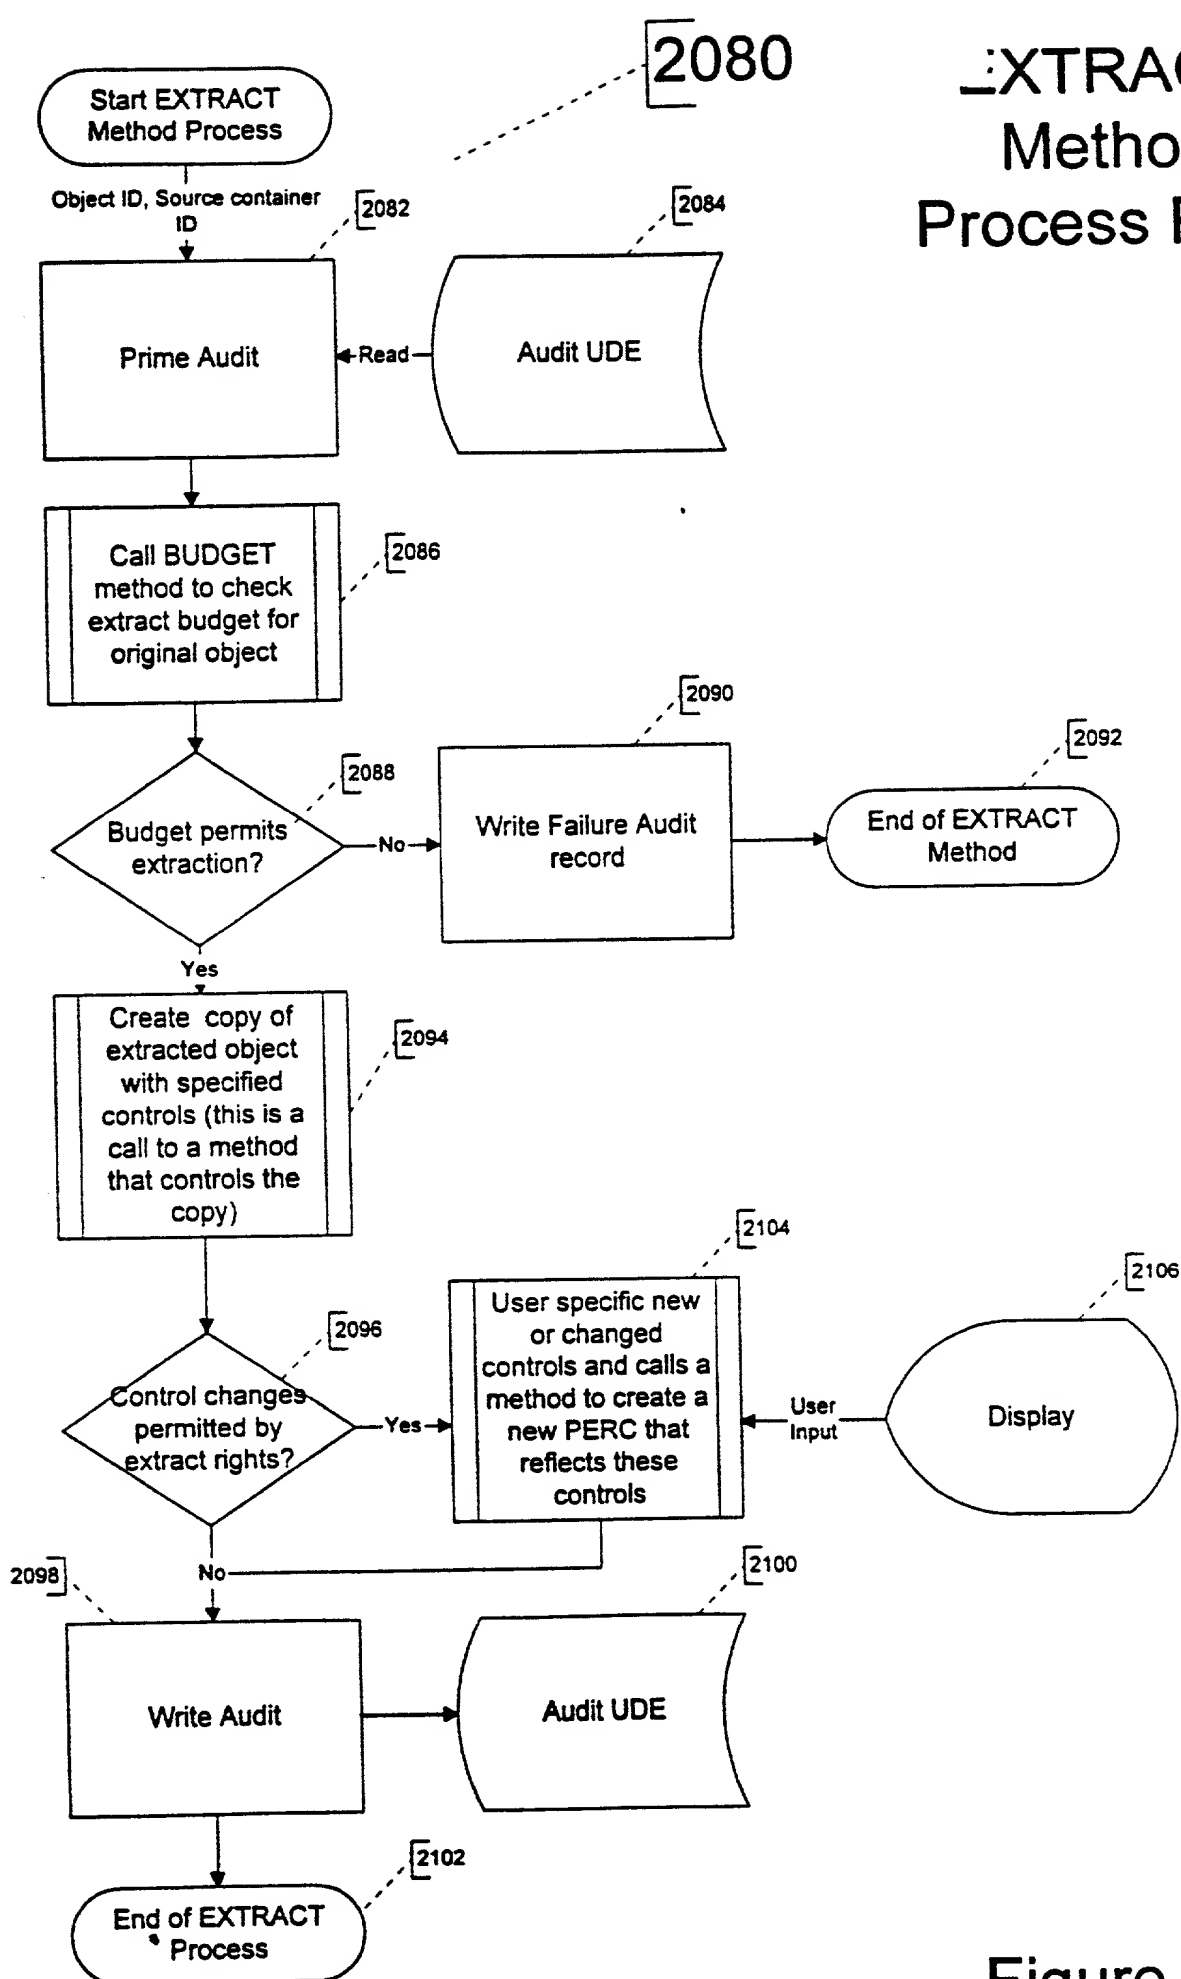 2080
EXTRAC
Metho
Process
Start EXTRACT
Method Process
Object ID, Source container
ID
2082
2084
Prime Audit
Read
Audit UDE
Call BUDGET
method to check
extract budget for
original object
2086
2088
Budget permits
extraction?
No
2090
Write Failure Audit
record
2092
End of EXTRACT
Method
Yes
Create copy of
extracted object
with specified
controls (this is a
call to a method
that controls the
copy)
2094
2096
Control changes
permitted by
extract rights?
Yes
2104
User specific new
or changed
controls and calls a
method to create a
new PERC that
reflects these
controls
User
Input
2106
Display
No
2098
2100
Write Audit
Audit UDE
2102
End of EXTRACT
Process
Figure